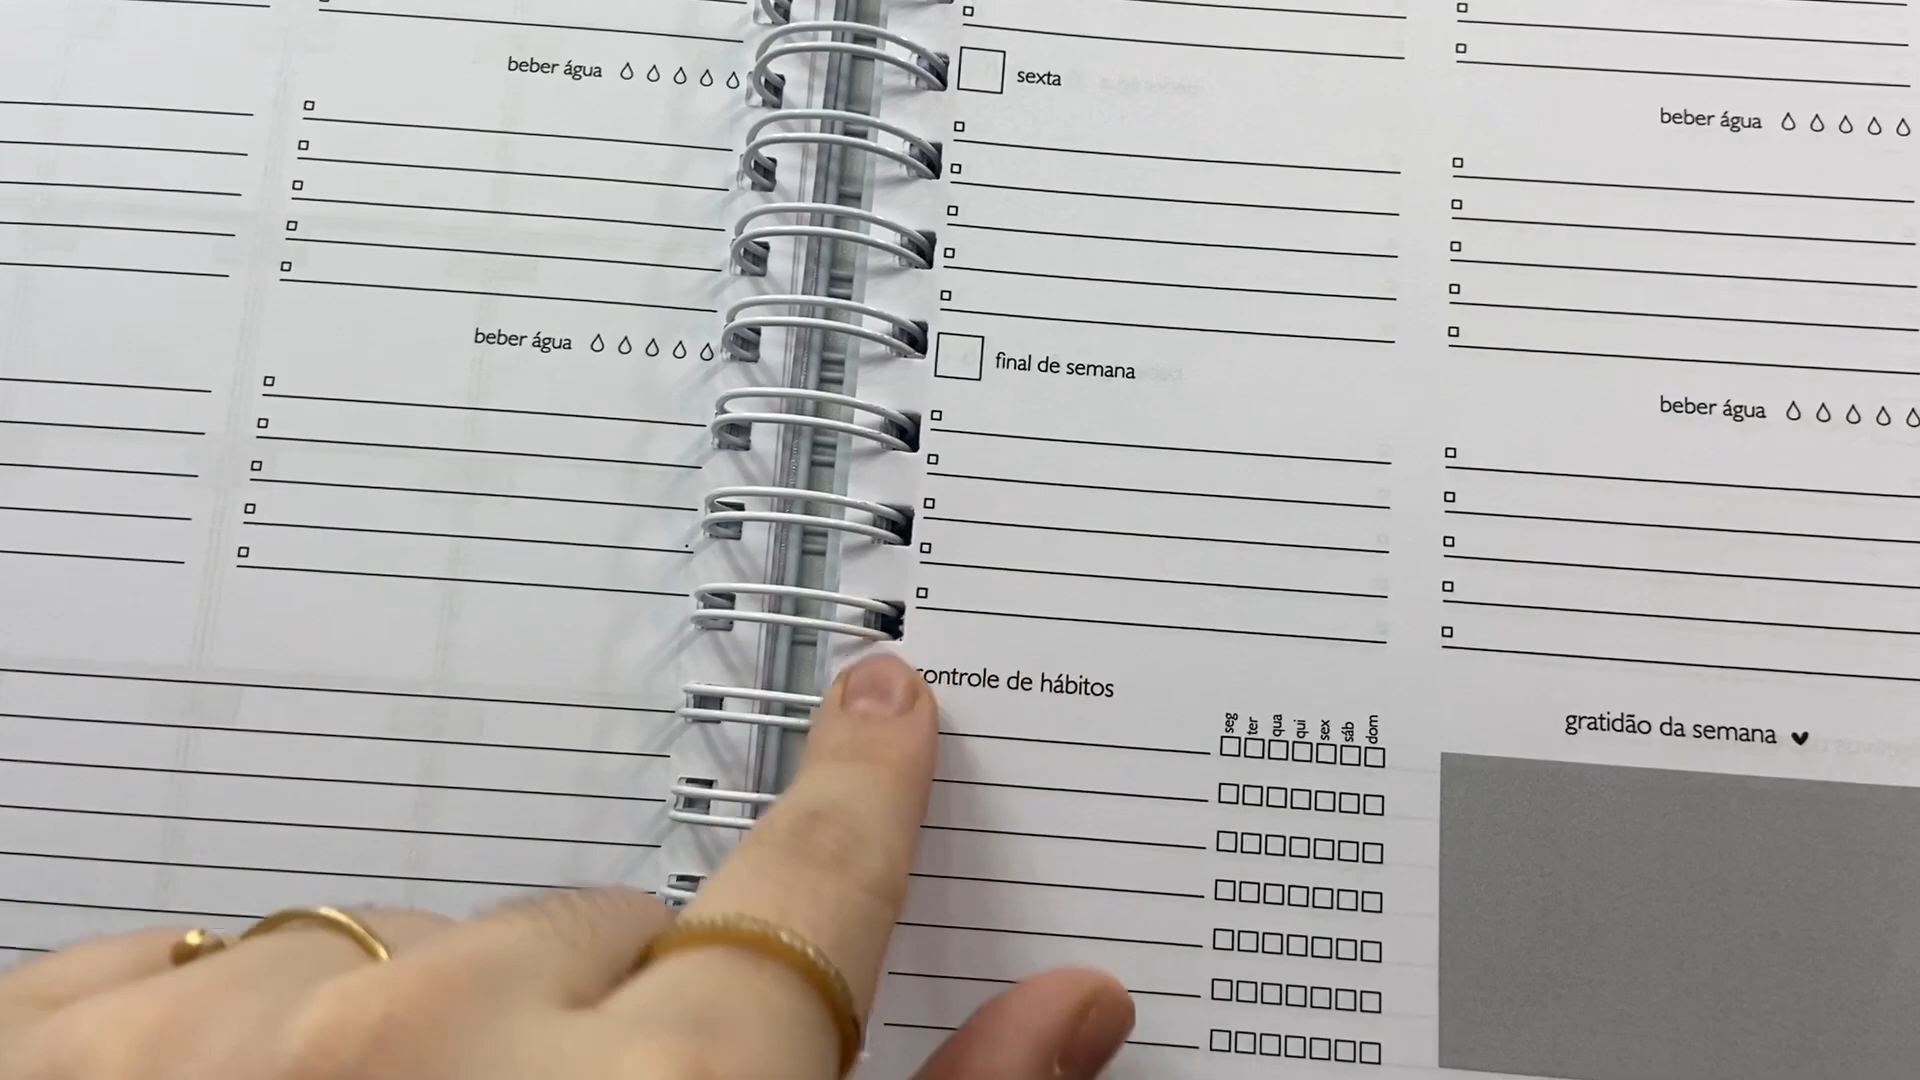 beber água
beber água
sexta
beber água
final de semana
beber água
controle de hábitos
seg ter qua qui sex sáb dom
gratidão da semana